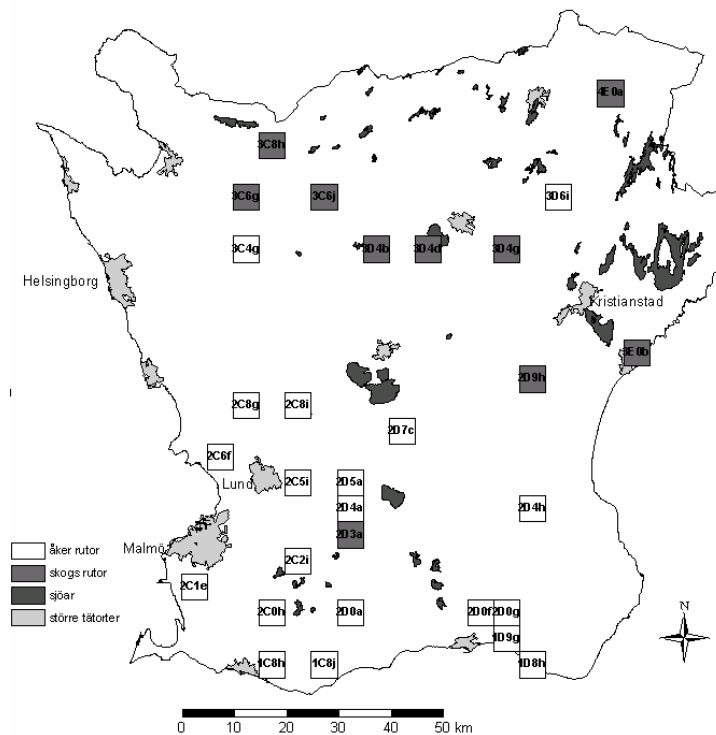 4E0a
3C8h
3C6g 3C6j 3D6i
3C4g 3D4b 3D4d 3D4g
Helsingborg
Kristianstad
3E0b
2D9h
2C8g 2C8i
2D7c
2C6f
Lund 2C5i 2D5a
2D4a 2D4h
Malmö 2D3a
2C2i
2C1e
2C0h 2D0a 2D0f 2D0g
1D9g
1C8h 1C8j 1D8h
åker rutor
skogs rutor
sjöar
större tätorter
N
0 10 20 30 40 50 km